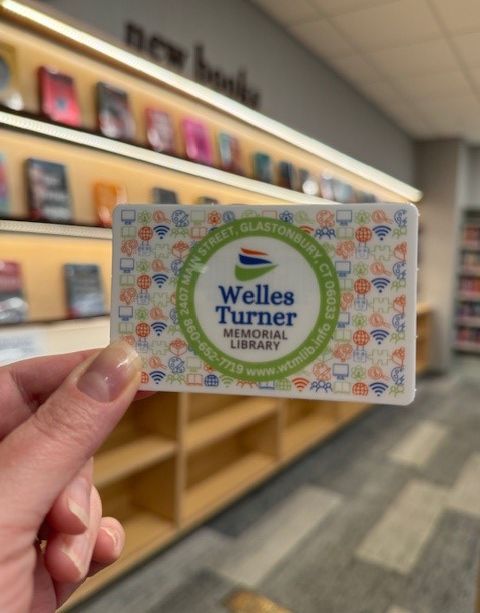 new books
2407 MAIN STREET, GLASTONBURY, CT 06033
Welles
Turner
MEMORIAL
LIBRARY
860-652-7719 www.wtmlib.info